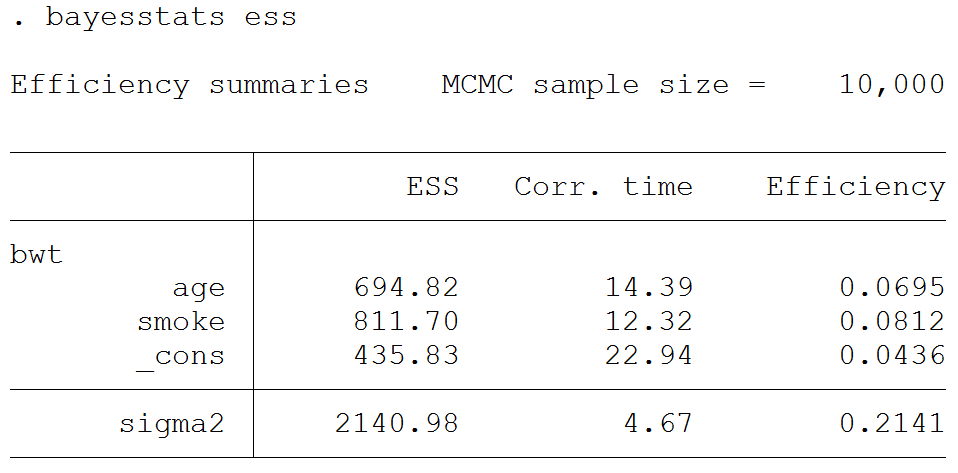 . bayesstats ess
Efficiency summaries    MCMC sample size =    10,000
ESS   Corr. time    Efficiency
bwt
age      694.82        14.39        0.0695
smoke      811.70        12.32        0.0812
_cons      435.83        22.94        0.0436
sigma2     2140.98         4.67        0.2141